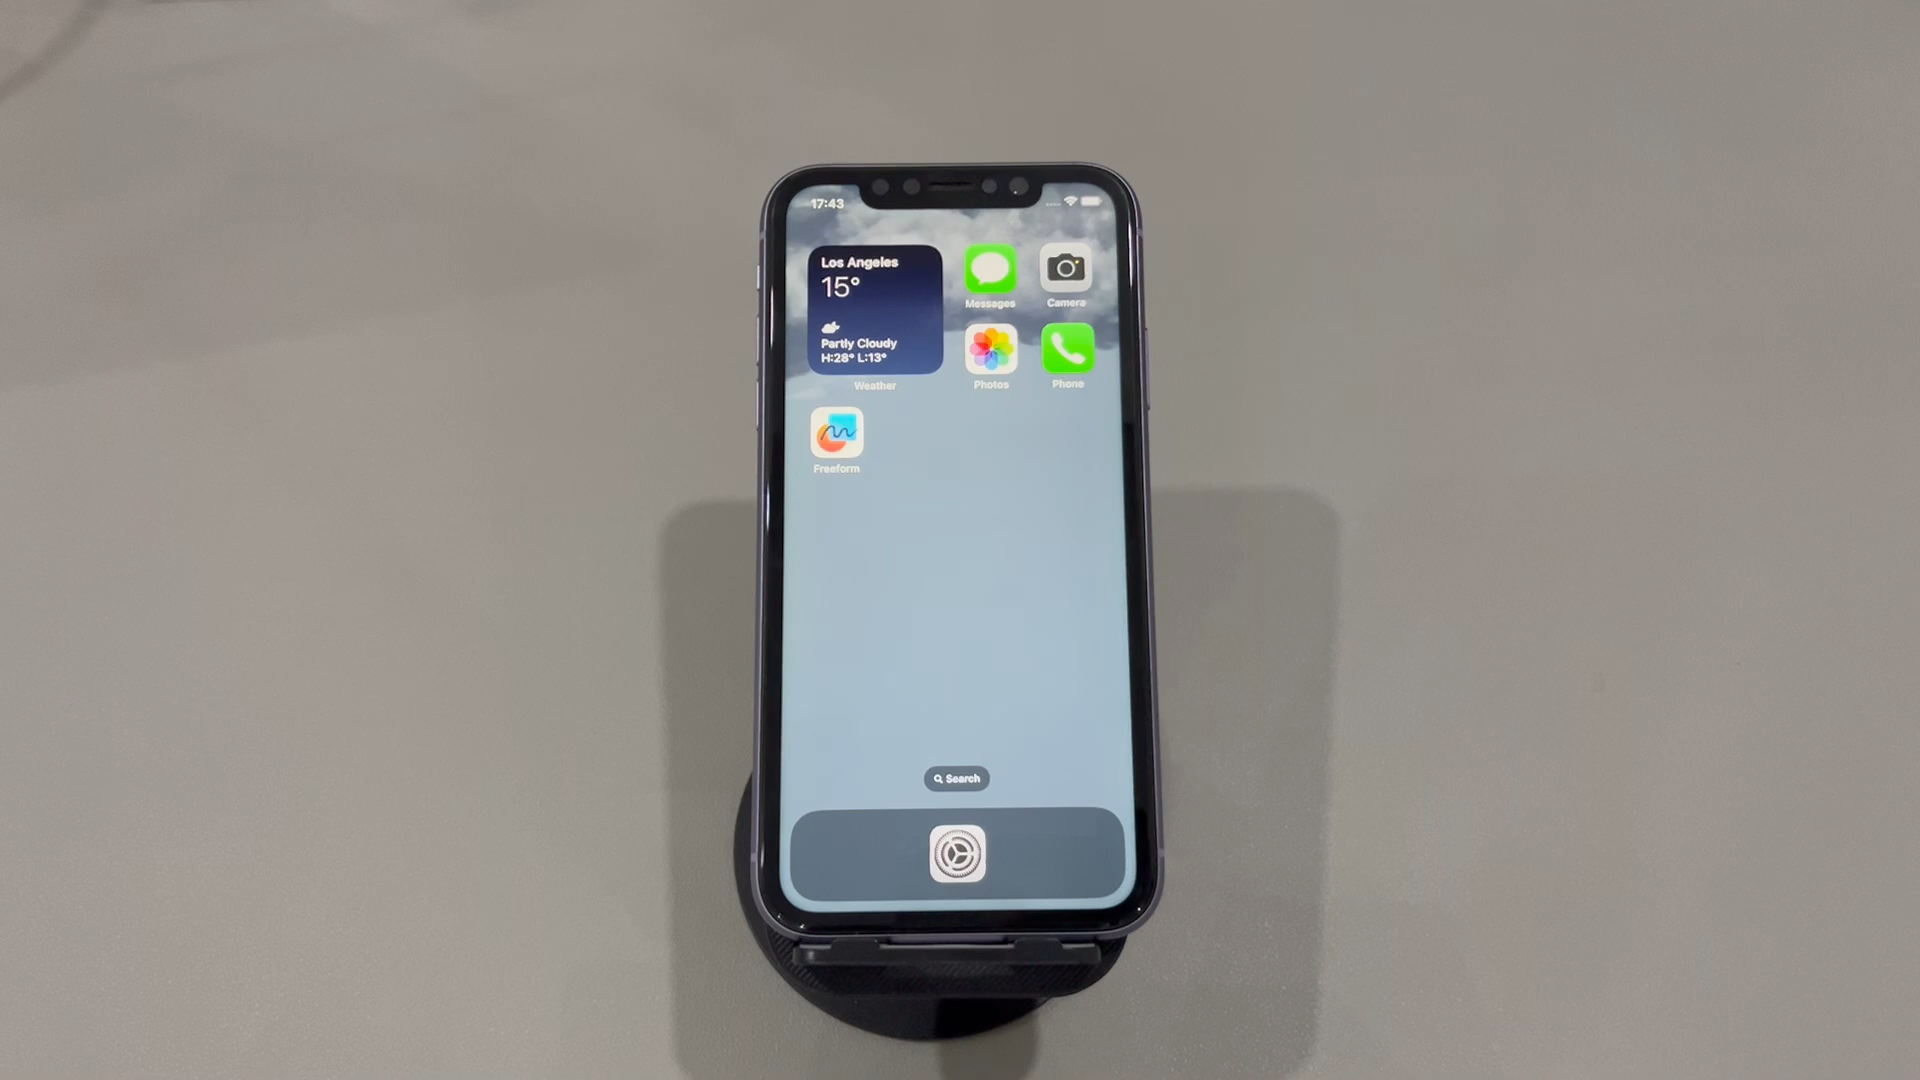 17:43
Los Angeles
15°
Partly Cloudy
H:28° L:13°
Weather
Messages
Camera
Photos
Phone
Freeform
Search